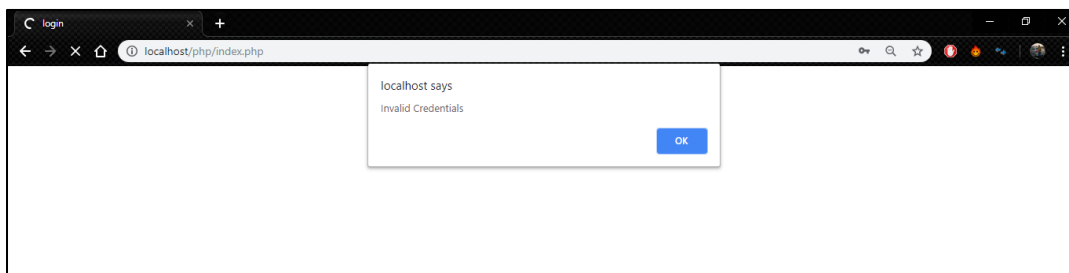 login
localhost/php/index.php
localhost says
Invalid Credentials
OK